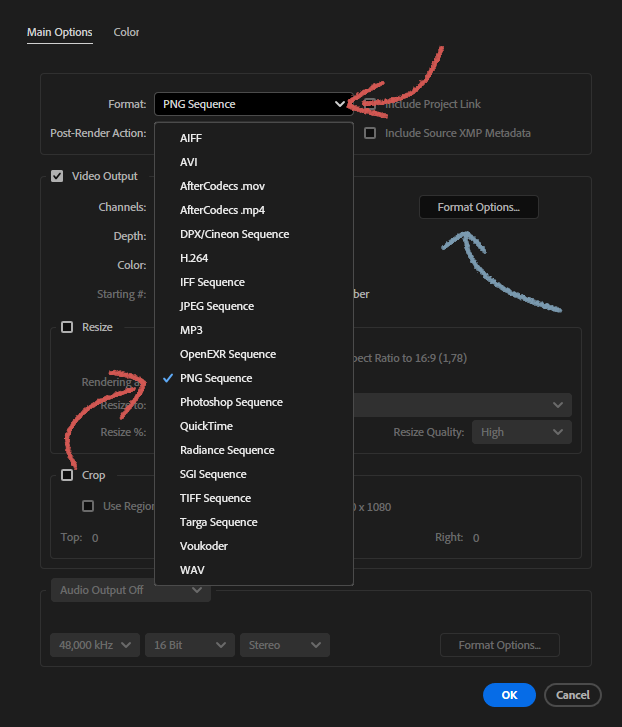 Main Options Color
Format: PNG Sequence Include Project Link
Post-Render Action: Include Source XMP Metadata
AIFF
AVI
Video Output
AfterCodecs .mov
Channels: AfterCodecs .mp4 Format Options...
Depth: DPX/Cineon Sequence
Color: H.264
IFF Sequence
Starting #: ber
JPEG Sequence
Resize MP3
OpenEXR Sequence pect Ratio to 16:9 (1,78)
Rendering at: PNG Sequence
Resize to: Photoshop Sequence
Resize %: QuickTime Resize Quality: High
Radiance Sequence
Crop SGI Sequence
TIFF Sequence
Use Region 0 x 1080
Targa Sequence
Top: 0 Voukoder Right: 0
WAV
Audio Output Off
48,000 kHz 16 Bit Stereo Format Options...
OK Cancel